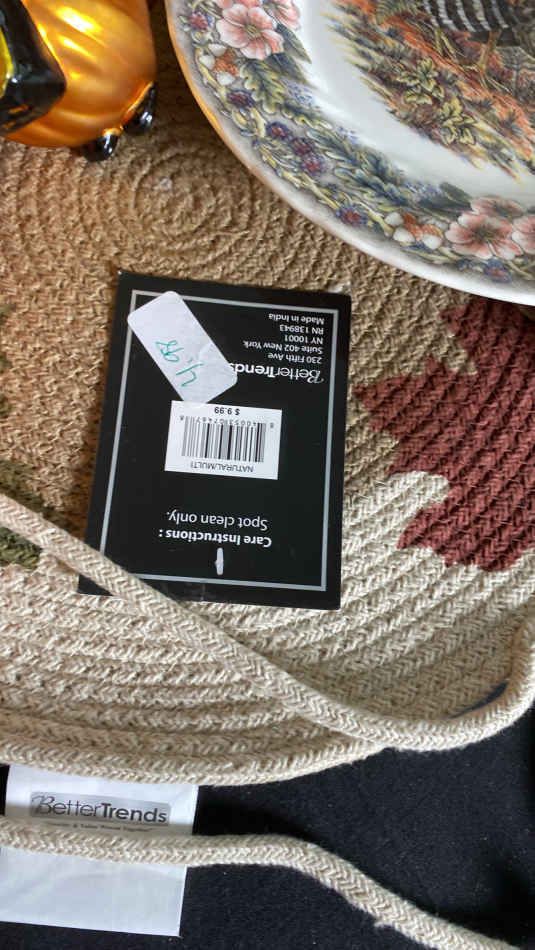 Care Instructions :
Spot clean only.
NATURAL/MULTI
$ 9.99
BetterTrends
230 Fifth Ave
Suite 402 New York
NY 10001
RN 138943
Made in India
4.98
BetterTrends